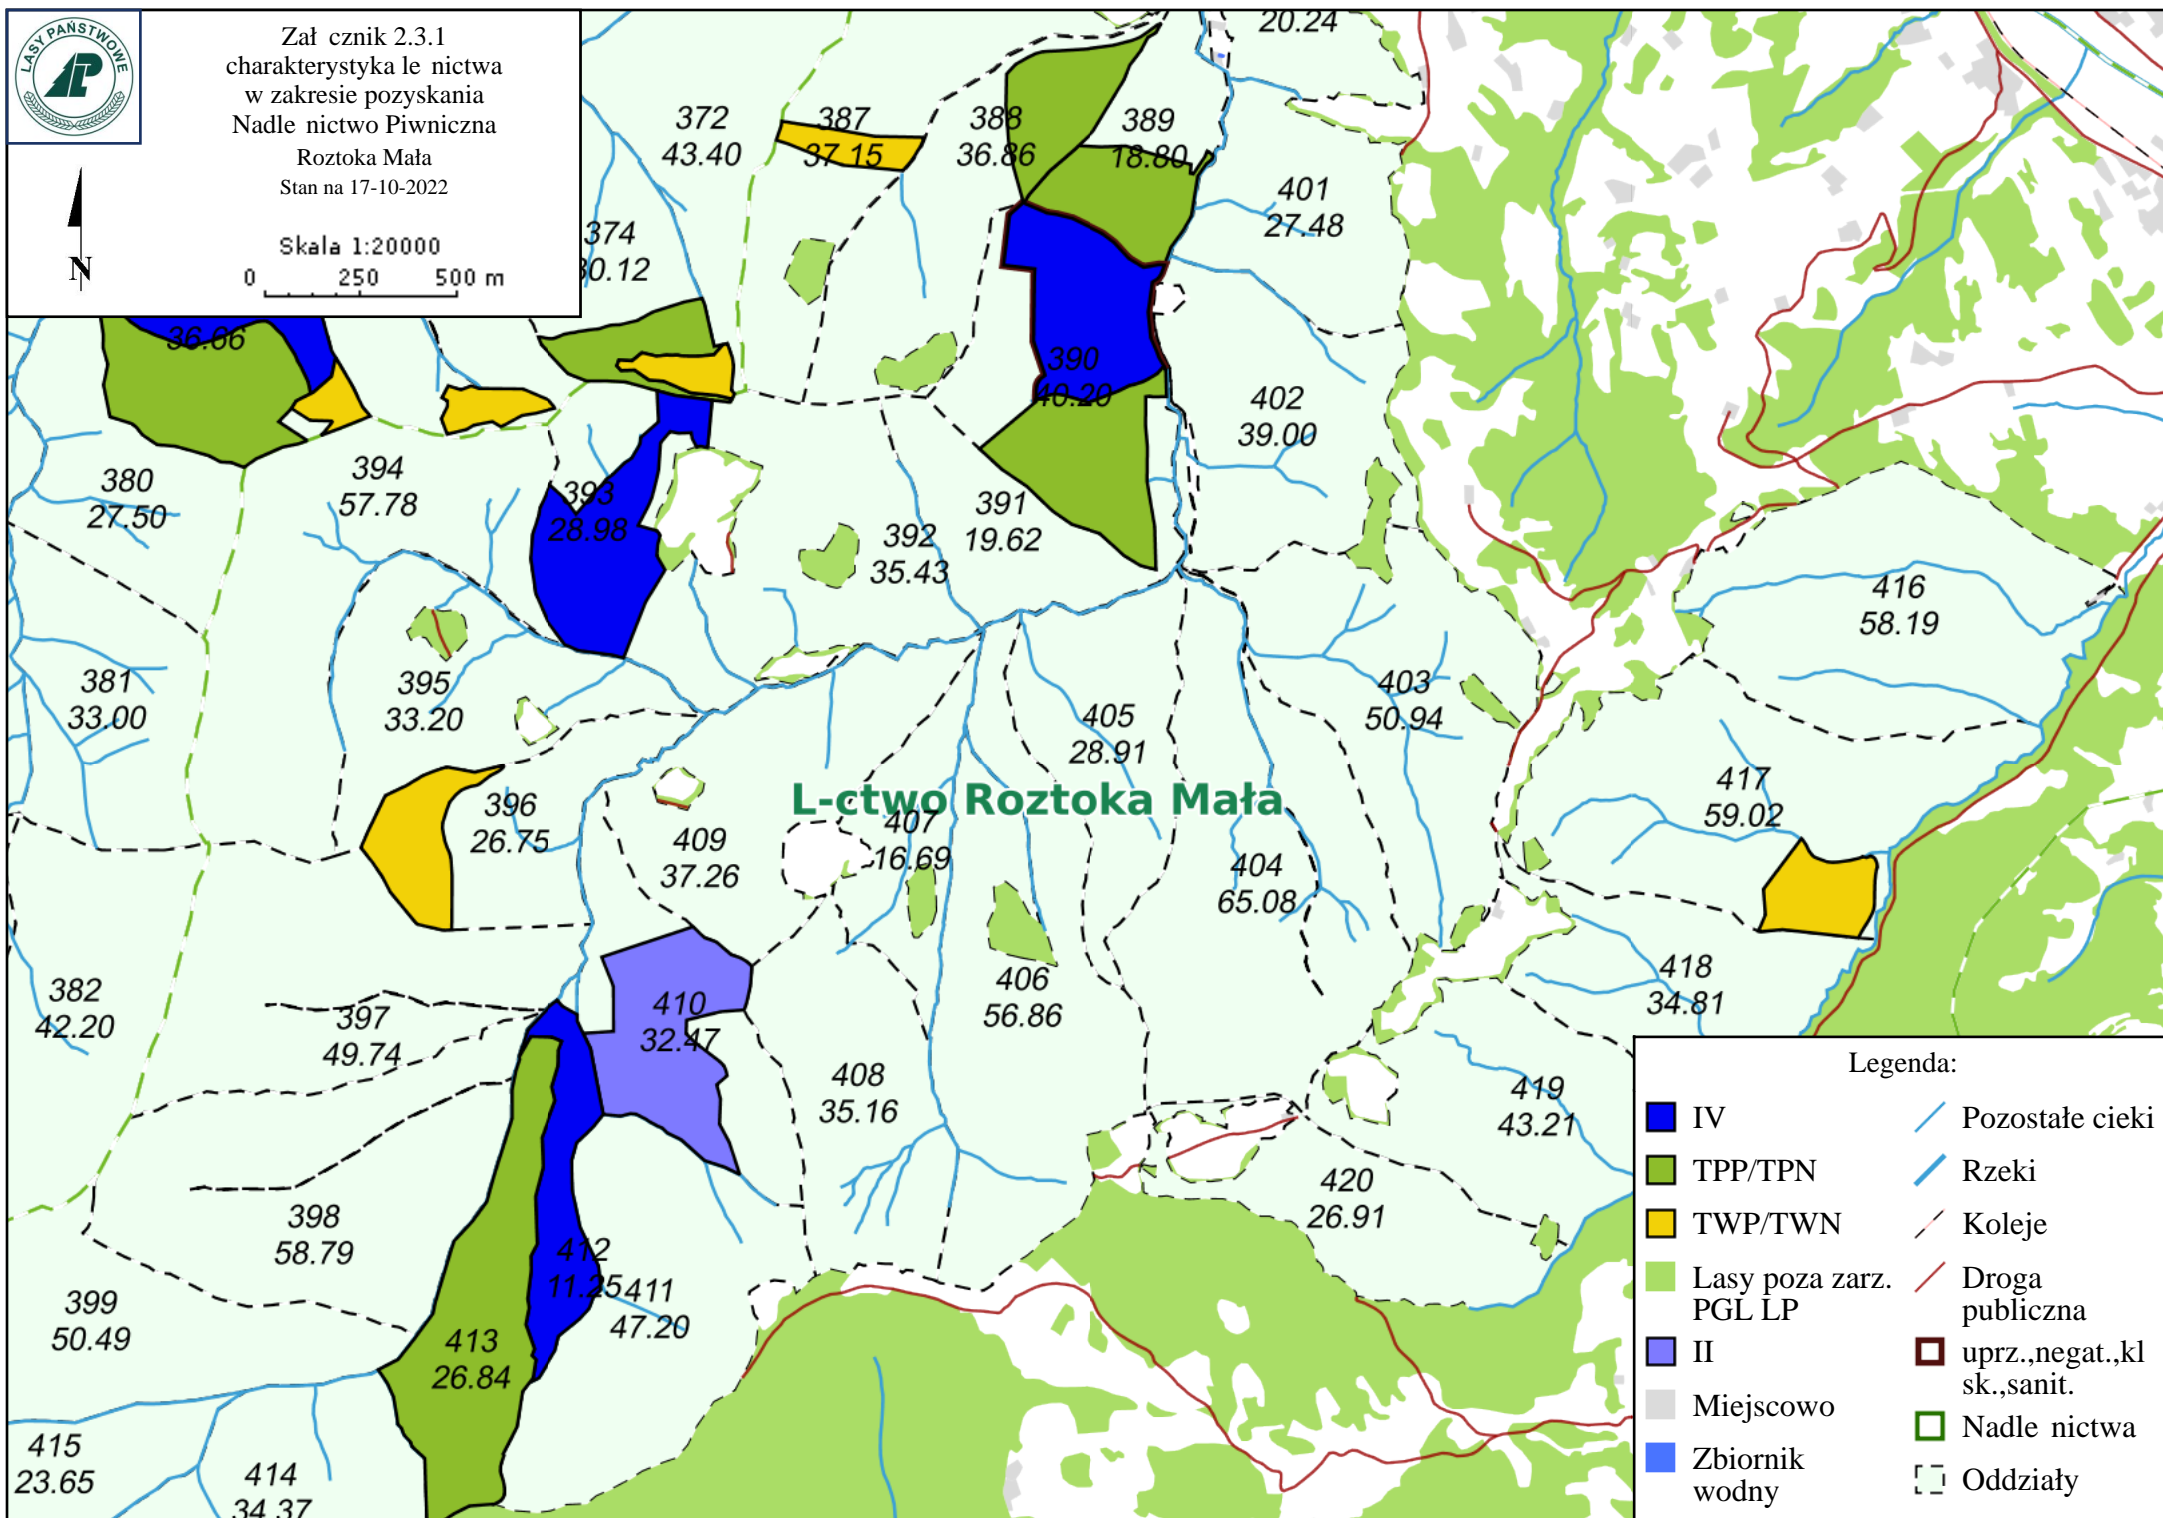 LASY PAŃSTWOWE
LP
Zał cznik 2.3.1
charakterystyka le nictwa
w zakresie pozyskania
Nadle nictwo Piwniczna
Roztoka Mała
Stan na 17-10-2022
N
Skala 1:20000
0 250 500 m
20.24
372
43.40
387
37.15
388
36.86
389
18.80
401
27.48
374
30.12
36.66
390
40.20
402
39.00
380
27.50
394
57.78
393
28.98
392
35.43
391
19.62
416
58.19
381
33.00
395
33.20
405
28.91
403
50.94
417
59.02
L-ctwo Roztoka Mała
396
26.75
409
37.26
407
16.69
404
65.08
382
42.20
397
49.74
410
32.47
406
56.86
418
34.81
408
35.16
419
43.21
398
58.79
420
26.91
399
50.49
412
11.25
411
47.20
413
26.84
415
23.65
414
34.37
Legenda:
IV
TPP/TPN
TWP/TWN
Lasy poza zarz.
PGL LP
II
Miejscowo
Zbiornik
wodny
Pozostałe cieki
Rzeki
Koleje
Droga
publiczna
uprz.,negat.,kl
sk.,sanit.
Nadle nictwa
Oddziały